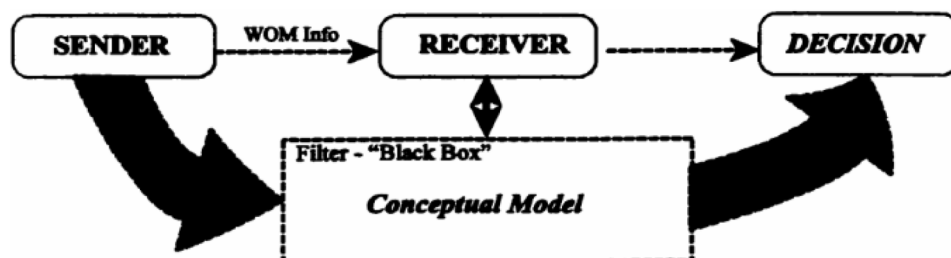 SENDER
WOM Info
RECEIVER
DECISION
Filter - "Black Box"
Conceptual Model